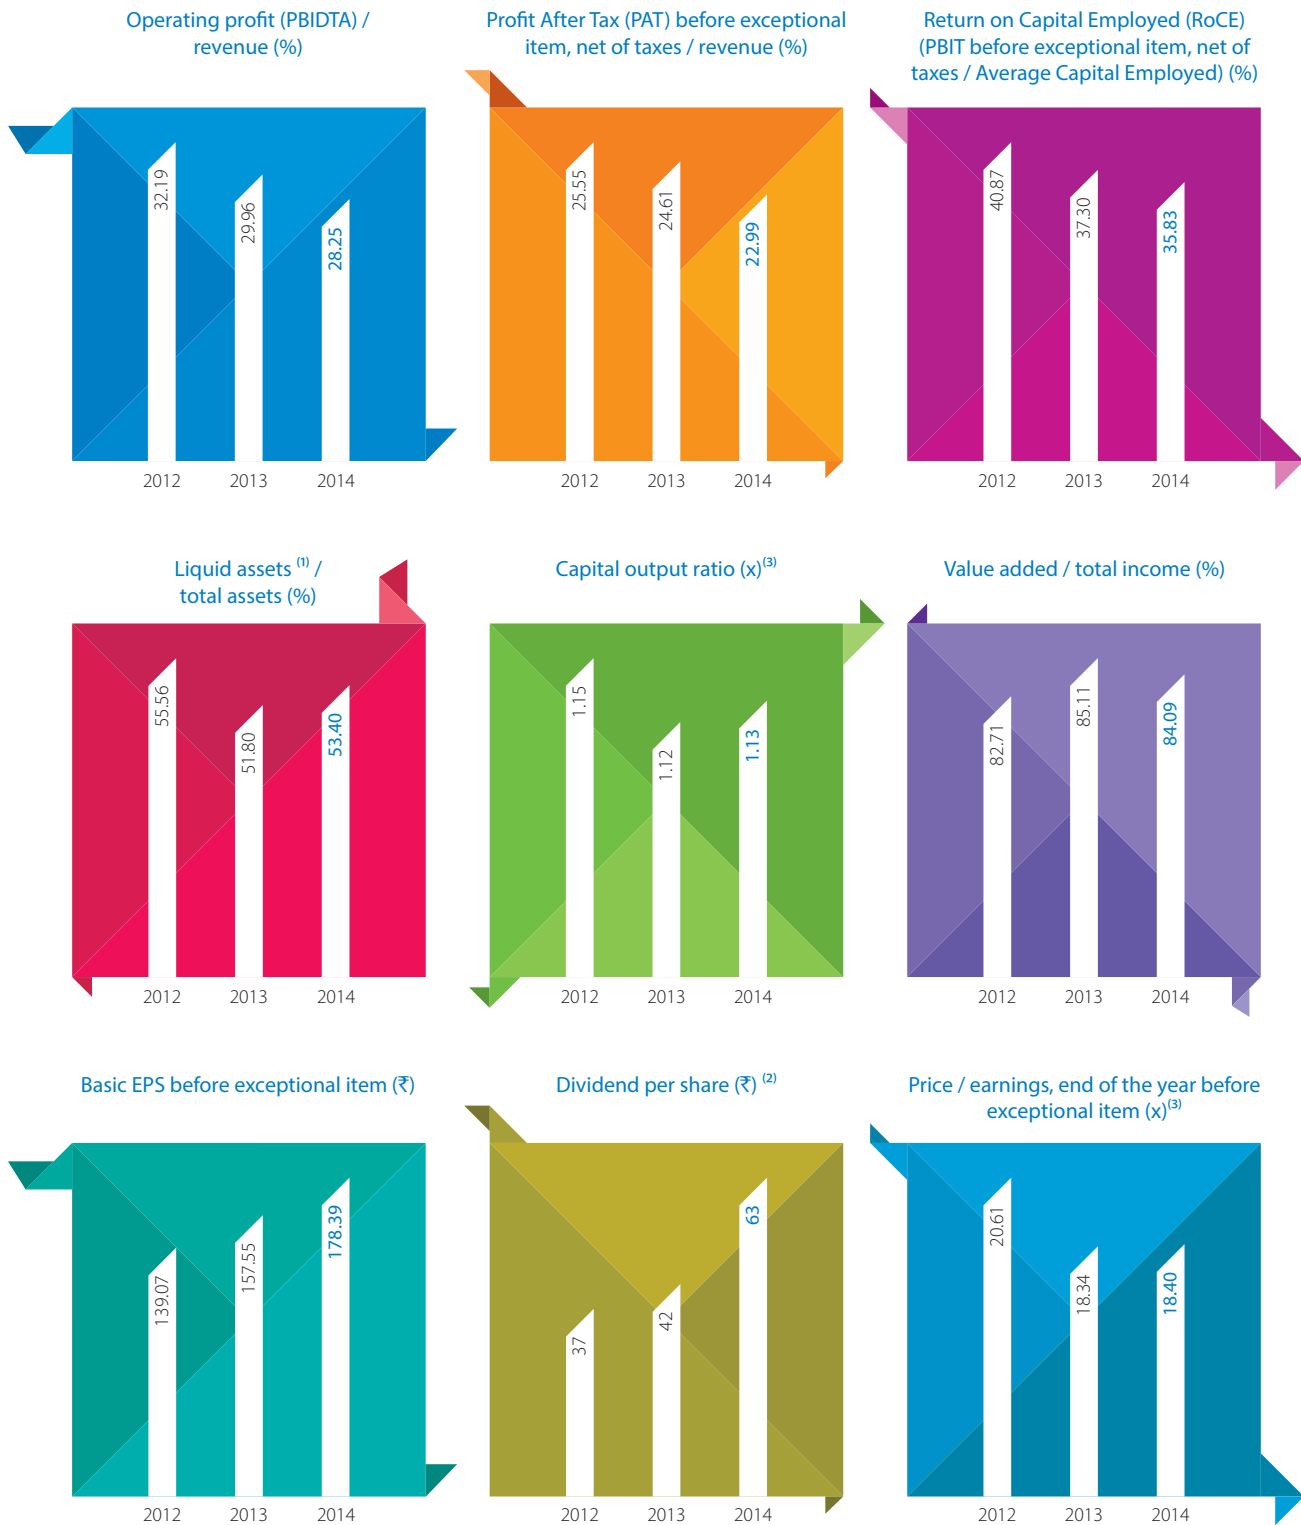 Operating profit (PBIDTA) /
revenue (%)
32.19
29.96
28.25
2012 2013 2014
Profit After Tax (PAT) before exceptional
item, net of taxes / revenue (%)
25.55
24.61
22.99
2012 2013 2014
Return on Capital Employed (RoCE)
(PBIT before exceptional item, net of
taxes / Average Capital Employed) (%)
40.87
37.30
35.83
2012 2013 2014
Liquid assets (1) /
total assets (%)
55.56
51.80
53.40
2012 2013 2014
Capital output ratio (x)(3)
1.15
1.12
1.13
2012 2013 2014
Value added / total income (%)
82.71
85.11
84.09
2012 2013 2014
Basic EPS before exceptional item (₹)
139.07
157.55
178.39
2012 2013 2014
Dividend per share (₹) (2)
37
42
63
2012 2013 2014
Price / earnings, end of the year before
exceptional item (x)(3)
20.61
18.34
18.40
2012 2013 2014